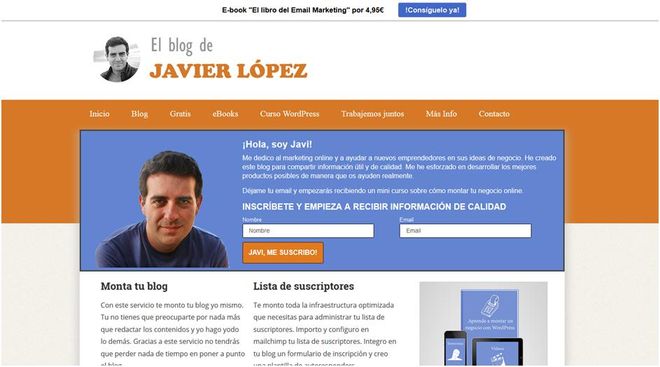 E-book "El libro del Email Marketing" por 4,95€
¡Consíguelo ya!
El blog de
JAVIER LÓPEZ
Inicio
Blog
Gratis
eBooks
Curso WordPress
Trabajemos juntos
Más Info
Contacto
¡Hola, soy Javi!
Me dedico al marketing online y a ayudar a nuevos emprendedores en sus ideas de negocio. He creado
este blog para compartir información útil y de calidad. Me he esforzado en desarrollar los mejores
productos posibles de manera que os ayuden realmente.
Déjame tu email y empezarás recibiendo un mini curso sobre cómo montar tu negocio online.
INSCRÍBETE Y EMPIEZA A RECIBIR INFORMACIÓN DE CALIDAD
Nombre
Email
Nombre
Email
JAVI, ME SUSCRIBO!
Monta tu blog
Con este servicio te monto tu blog yo mismo.
Tu no tienes que preocuparte por nada más
que redactar los contenidos y yo hago yodo
lo demás. Gracias a este servicio no tendrás
que perder nada de tiempo en poner a punto
el blog
Lista de suscriptores
Te monto toda la infraestructura optimizada
que necesitas para administrar tu lista de
suscriptores. Importo y configuro en
mailchimp tu lista de suscriptores. Integro en
tu blog un formulario de inscripción y creo
una plantilla de autoresponders
Aprende a montar un
negocio con WordPress
Vídeos